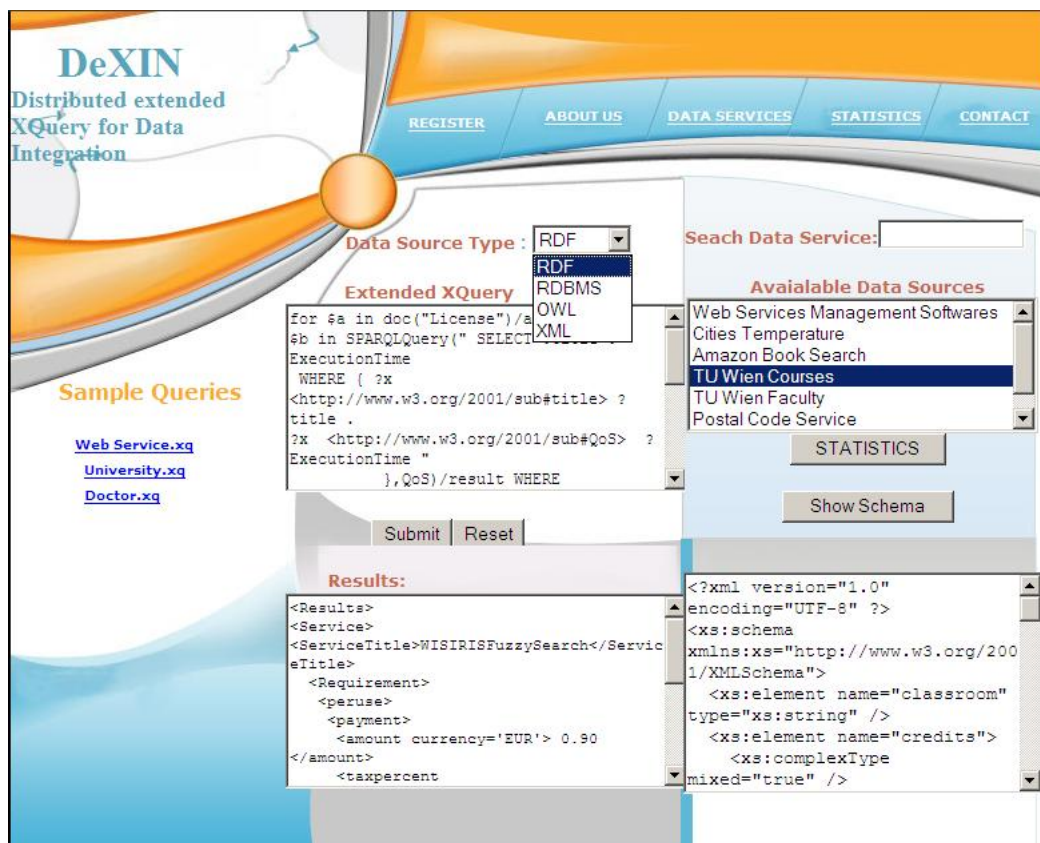 DeXIN
Distributed extended
XQuery for Data
Integration
REGISTER
ABOUT US
DATA SERVICES
STATISTICS
CONTACT
Data Source Type :
RDF
RDF
RDBMS
OWL
XML
Seach Data Service:
Extended XQuery
for $a in doc("License")/a
$b in SPARQLQuery(" SELECT
ExecutionTime
WHERE { ?x
<http://www.w3.org/2001/sub#title> ?
title .
?x <http://www.w3.org/2001/sub#QoS> ?
ExecutionTime "
},QoS)/result WHERE
Submit
Reset
Avaialable Data Sources
Web Services Management Softwares
Cities Temperature
Amazon Book Search
TU Wien Courses
TU Wien Faculty
Postal Code Service
STATISTICS
Show Schema
Sample Queries
Web Service.xq
University.xq
Doctor.xq
Results:
<Results>
<Service>
<ServiceTitle>WISIRISFuzzySearch</Servic
eTitle>
<Requirement>
<peruse>
<payment>
<amount currency='EUR'> 0.90
</amount>
<taxpercent
<?xml version="1.0"
encoding="UTF-8" ?>
<xs:schema
xmlns:xs="http://www.w3.org/200
1/XMLSchema">
<xs:element name="classroom"
type="xs:string" />
<xs:element name="credits">
<xs:complexType
mixed="true" />